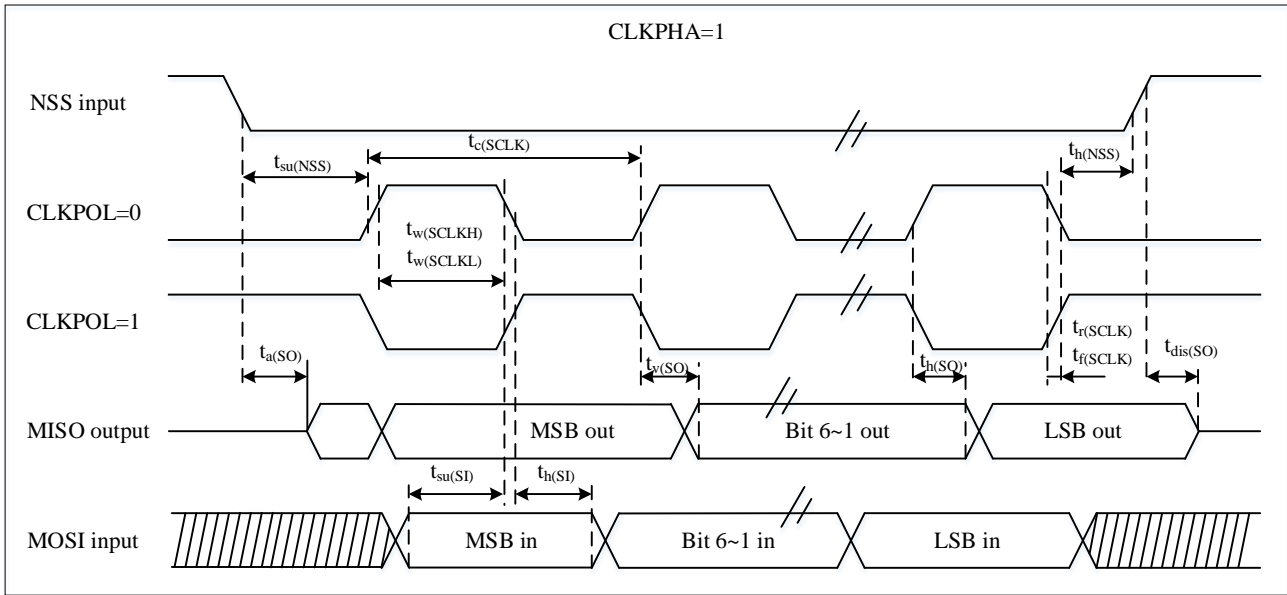 CLKPHA=1
NSS input
tc(SCLK)
tsu(NSS)
th(NSS)
CLKPOL=0
tw(SCLKH)
tw(SCLKL)
CLKPOL=1
tr(SCLK)
tf(SCLK)
ta(SO)
tv(SO)
th(SO)
tdis(SO)
MISO output
MSB out
Bit 6~1 out
LSB out
tsu(SI)
th(SI)
MOSI input
MSB in
Bit 6~1 in
LSB in